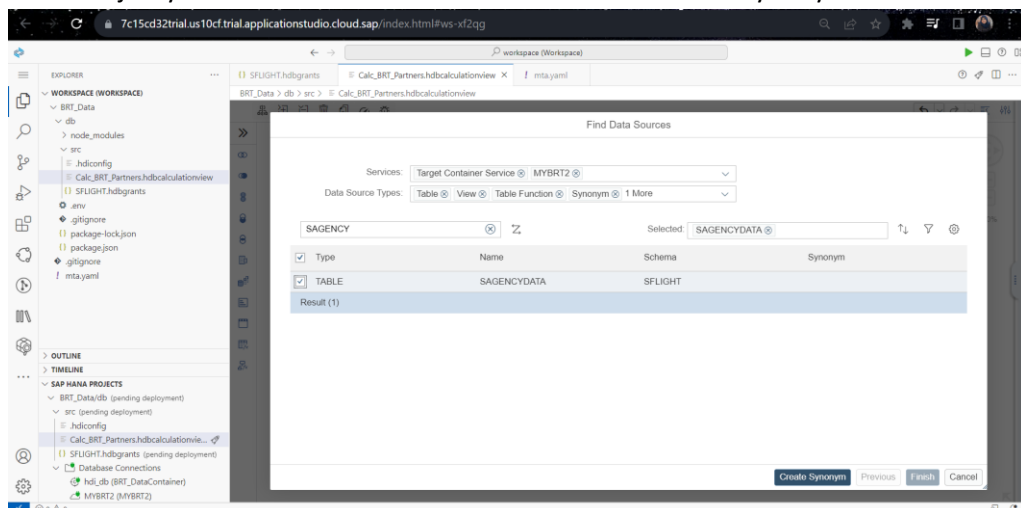 7c15cd32trial.us10cf.trial.applicationstudio.cloud.sap/index.html#ws-xf2qg
workspace (Workspace)
EXPLORER
SFLIGHT.hdbgrants
Calc_BRT_Partners.hdbcalculationview
mta.yaml
WORKSPACE (WORKSPACE)
BRT_Data > db > src > Calc_BRT_Partners.hdbcalculationview
BRT_Data
db
node_modules
src
.hdiconfig
Calc_BRT_Partners.hdbcalculationview
SFLIGHT.hdbgrants
.env
.gitignore
package-lock.json
package.json
.gitignore
mta.yaml
OUTLINE
TIMELINE
SAP HANA PROJECTS
BRT_Data/db (pending deployment)
src (pending deployment)
.hdiconfig
Calc_BRT_Partners.hdbcalculationvie...
SFLIGHT.hdbgrants (pending deployment)
Database Connections
hdi_db (BRT_DataContainer)
MYBRT2 (MYBRT2)
Find Data Sources
Services: Target Container Service MYBRT2
Data Source Types: Table View Table Function Synonym 1 More
SAGENCY Selected: SAGENCYDATA
Type Name Schema Synonym
TABLE SAGENCYDATA SFLIGHT
Result (1)
Create Synonym Previous Finish Cancel